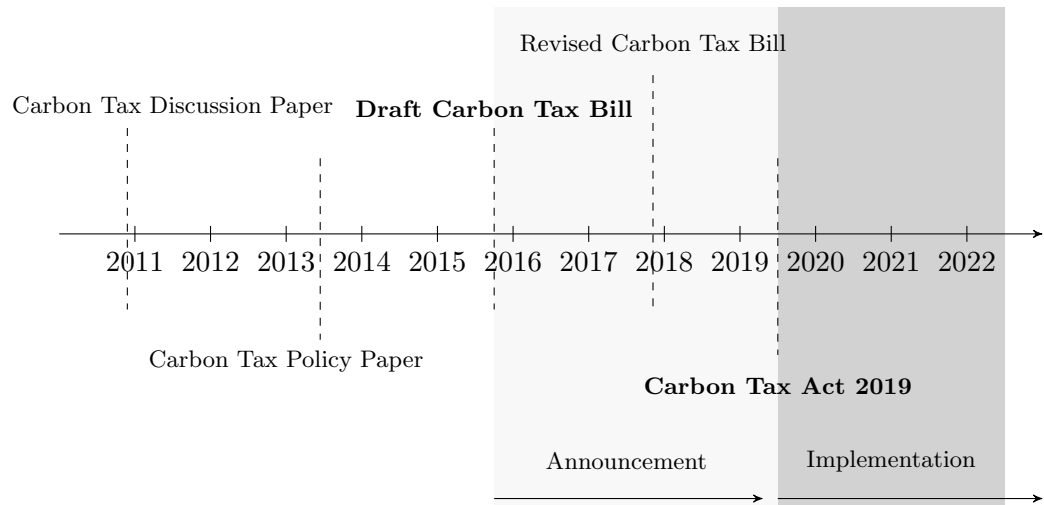 Revised Carbon Tax Bill
Carbon Tax Discussion Paper
Draft Carbon Tax Bill
2011 2012 2013 2014 2015 2016 2017 2018 2019 2020 2021 2022
Carbon Tax Policy Paper
Carbon Tax Act 2019
Announcement
Implementation